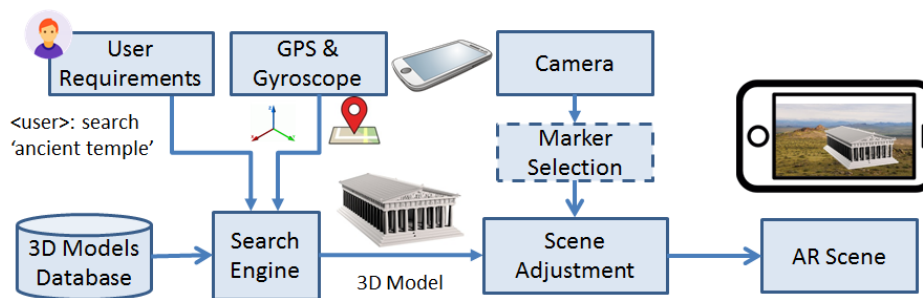 User
Requirements
GPS &
Gyroscope
Camera
<user>: search
'ancient temple'
Marker
Selection
3D Models
Database
Search
Engine
3D Model
Scene
Adjustment
AR Scene